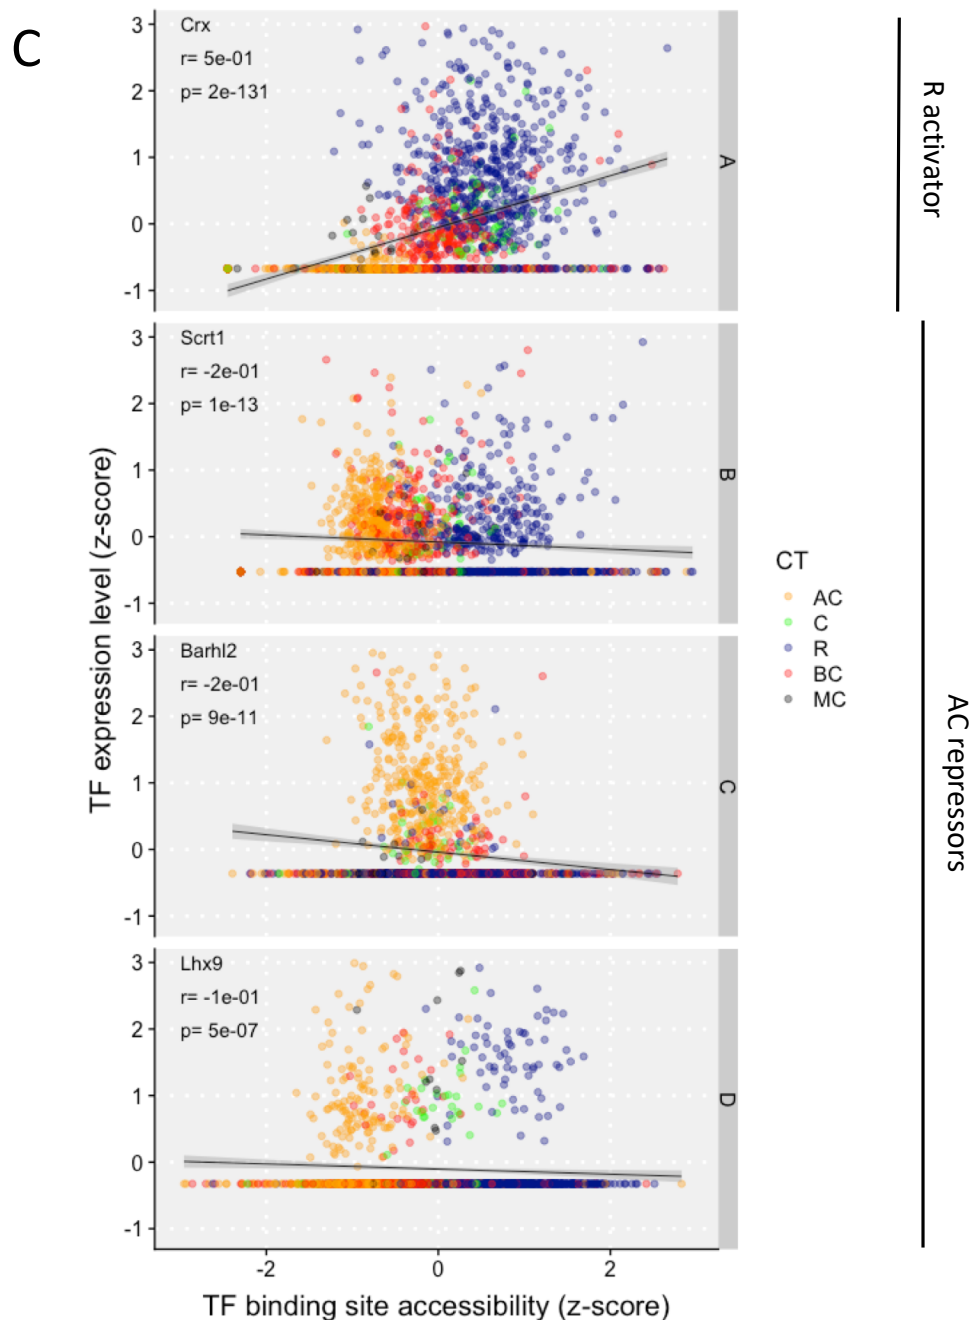 C
Crx
r= 5e-01
p= 2e-131
3
2
1
0
-1
A
R activator
Scrt1
r= -2e-01
p= 1e-13
3
2
1
0
-1
B
TF expression level (z-score)
CT
AC
C
R
BC
MC
Barhl2
r= -2e-01
p= 9e-11
3
2
1
0
-1
C
AC repressors
Lhx9
r= -1e-01
p= 5e-07
3
2
1
0
-1
D
-2
0
2
TF binding site accessibility (z-score)